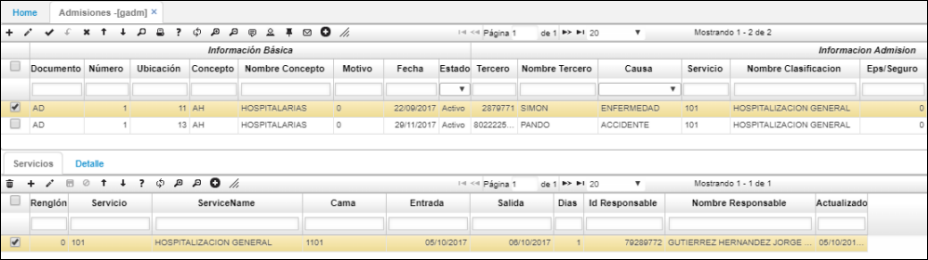 Home Admisiones -[gadm] ×
Página 1 de 1 20 Mostrando 1 - 2 de 2
Información Básica Informacion Admision
Documento Número Ubicación Concepto Nombre Concepto Motivo Fecha Estado Tercero Nombre Tercero Causa Servicio Nombre Clasificacion Eps/Seguro
AD 1 11 AH HOSPITALARIAS 0 22/09/2017 Activo 2879771 SIMON ENFERMEDAD 101 HOSPITALIZACION GENERAL 0
AD 1 13 AH HOSPITALARIAS 0 29/11/2017 Activo 8022225... PANDO ACCIDENTE 101 HOSPITALIZACION GENERAL 0
Servicios Detalle
Página 1 de 1 20 Mostrando 1 - 1 de 1
Renglón Servicio ServiceName Cama Entrada Salida Dias Id Responsable Nombre Responsable Actualizado
0 101 HOSPITALIZACION GENERAL 1101 05/10/2017 06/10/2017 1 79289772 GUTIERREZ HERNANDEZ JORGE ... 05/10/201...